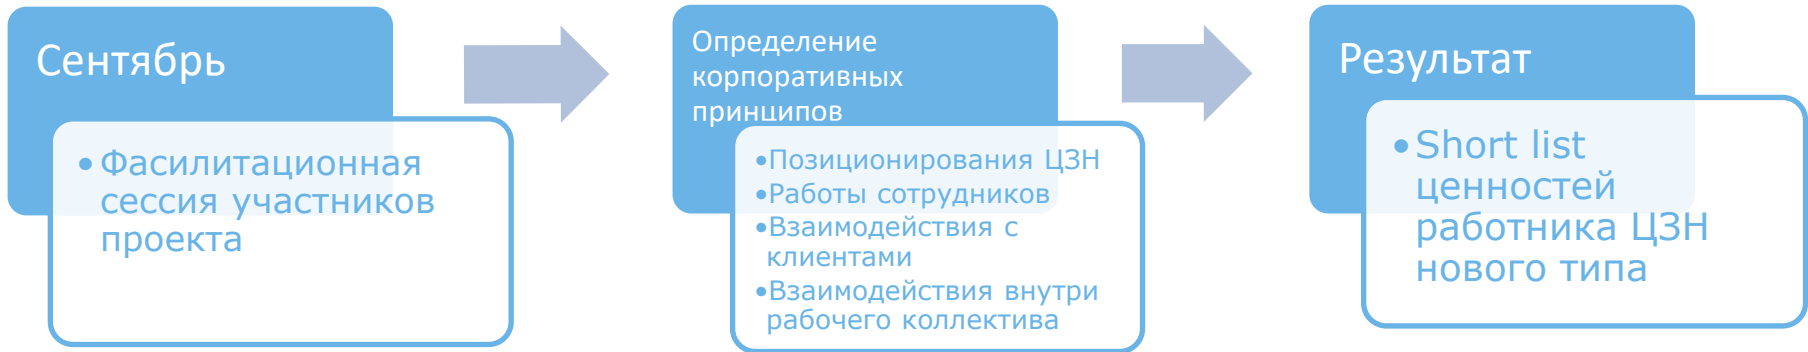 Сентябрь
• Фасилитационная
сессия участников
проекта
Определение
корпоративных
принципов
•Позиционирования ЦЗН
•Работы сотрудников
•Взаимодействия с
клиентами
•Взаимодействия внутри
рабочего коллектива
Результат
• Short list
ценностей
работника ЦЗН
нового типа